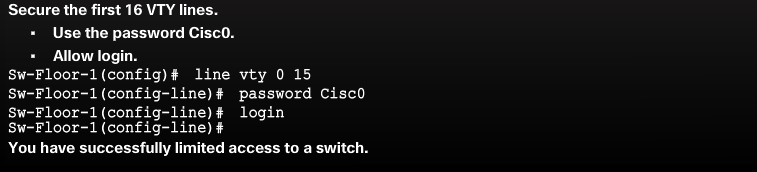 Secure the first 16 VTY lines.
▪ Use the password Cisc0.
▪ Allow login.
Sw-Floor-1(config)# line vty 0 15
Sw-Floor-1(config-line)# password Cisc0
Sw-Floor-1(config-line)# login
Sw-Floor-1(config-line)#
You have successfully limited access to a switch.